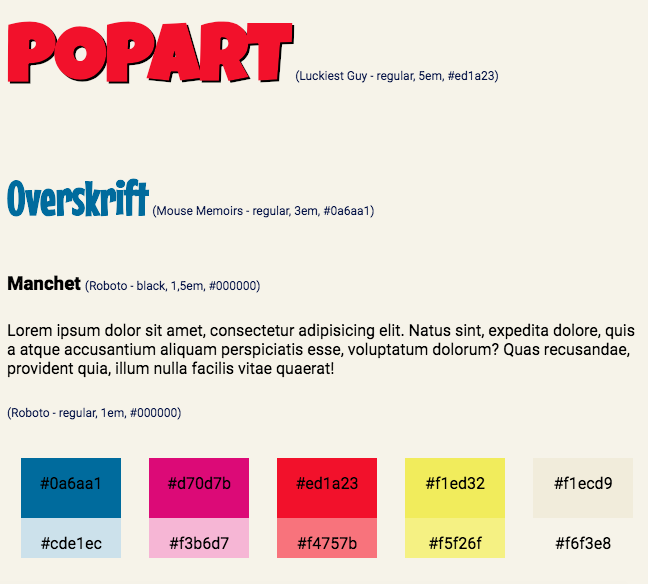 POPART (Luckiest Guy - regular, 5em, #ed1a23)
Overskrift (Mouse Memoirs - regular, 3em, #0a6aa1)
Manchet (Roboto - black, 1,5em, #000000)
Lorem ipsum dolor sit amet, consectetur adipisicing elit. Natus sint, expedita dolore, quis
a atque accusantium aliquam perspiciatis esse, voluptatum dolorum? Quas recusandae,
provident quia, illum nulla facilis vitae quaerat!
(Roboto - regular, 1em, #000000)
#0a6aa1 #d70d7b #ed1a23 #f1ed32 #f1ecd9
#cde1ec #f3b6d7 #f4757b #f5f26f #f6f3e8